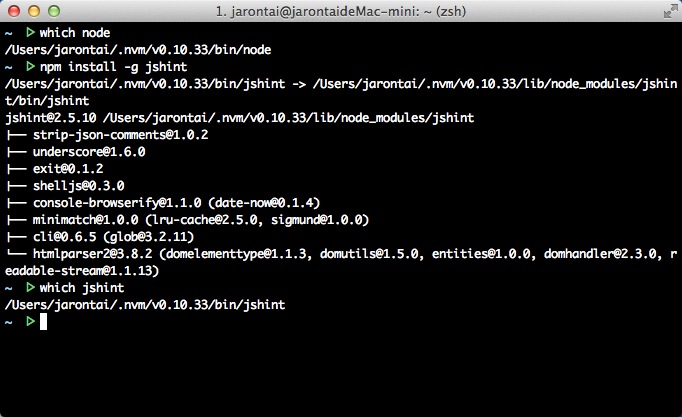 1. jarontai@jarontaideMac-mini: ~ (zsh)
~ ▷ which node
/Users/jarontai/.nvm/v0.10.33/bin/node
~ ▷ npm install -g jshint
/Users/jarontai/.nvm/v0.10.33/bin/jshint -> /Users/jarontai/.nvm/v0.10.33/lib/node_modules/jshin
t/bin/jshint
jshint@2.5.10 /Users/jarontai/.nvm/v0.10.33/lib/node_modules/jshint
├── strip-json-comments@1.0.2
├── underscore@1.6.0
├── exit@0.1.2
├── shelljs@0.3.0
├── console-browserify@1.1.0 (date-now@0.1.4)
├── minimatch@1.0.0 (lru-cache@2.5.0, sigmund@1.0.0)
├── cli@0.6.5 (glob@3.2.11)
└── htmlparser2@3.8.2 (domelementtype@1.1.3, domutils@1.5.0, entities@1.0.0, domhandler@2.3.0, r
eadable-stream@1.1.13)
~ ▷ which jshint
/Users/jarontai/.nvm/v0.10.33/bin/jshint
~ ▷